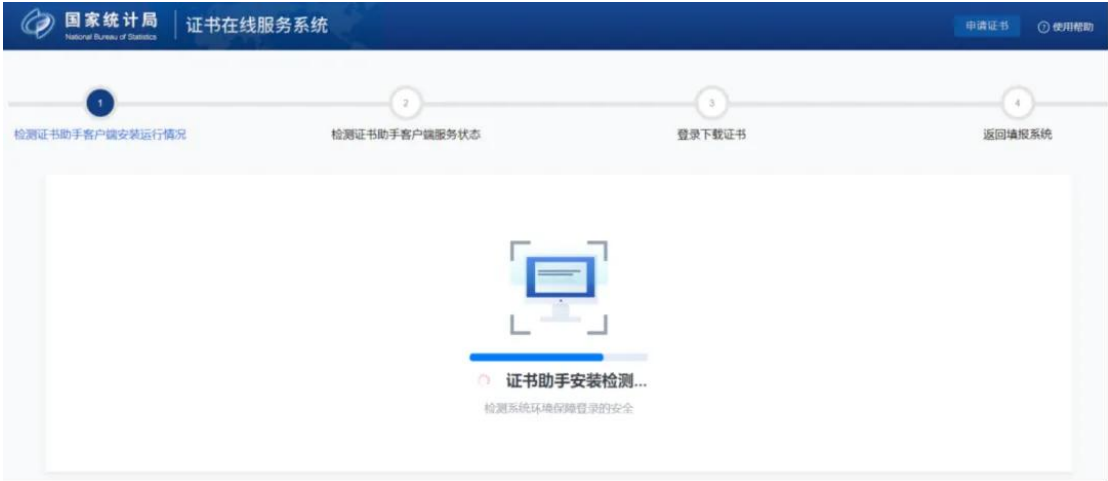 国家统计局
National Bureau of Statistics
证书在线服务系统
申请证书
? 使用帮助
1
2
3
4
检测证书助手客户端安装运行情况
检测证书助手客户端服务状态
登录下载证书
返回填报系统
证书助手安装检测...
检测系统环境保障登录的安全